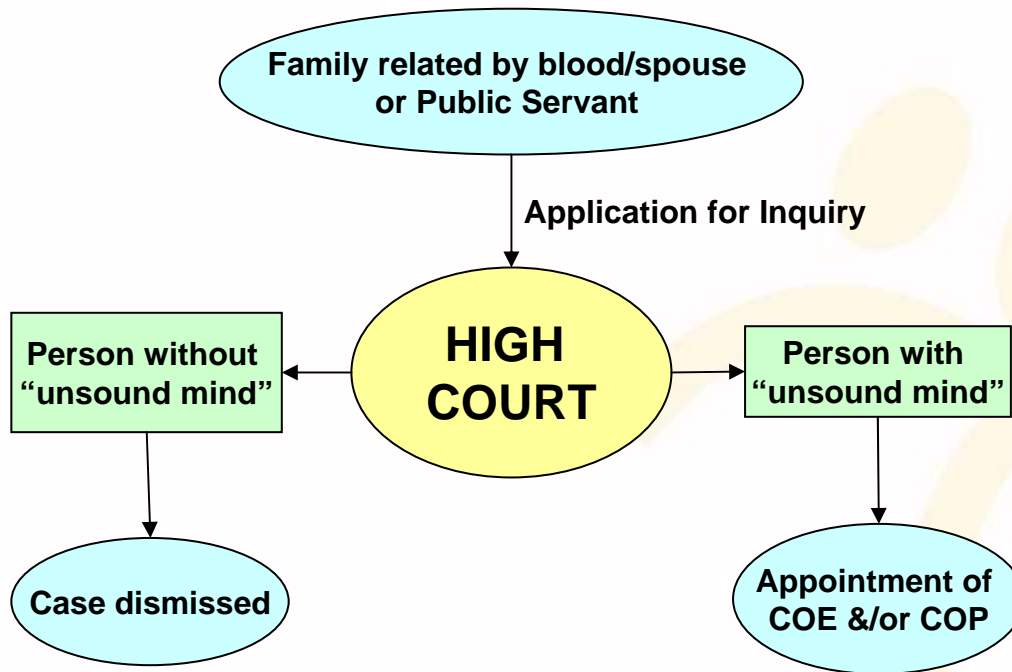 Family related by blood/spouse
or Public Servant
Application for Inquiry
HIGH
COURT
Person without
“unsound mind”
Person with
“unsound mind”
Case dismissed
Appointment of
COE &/or COP